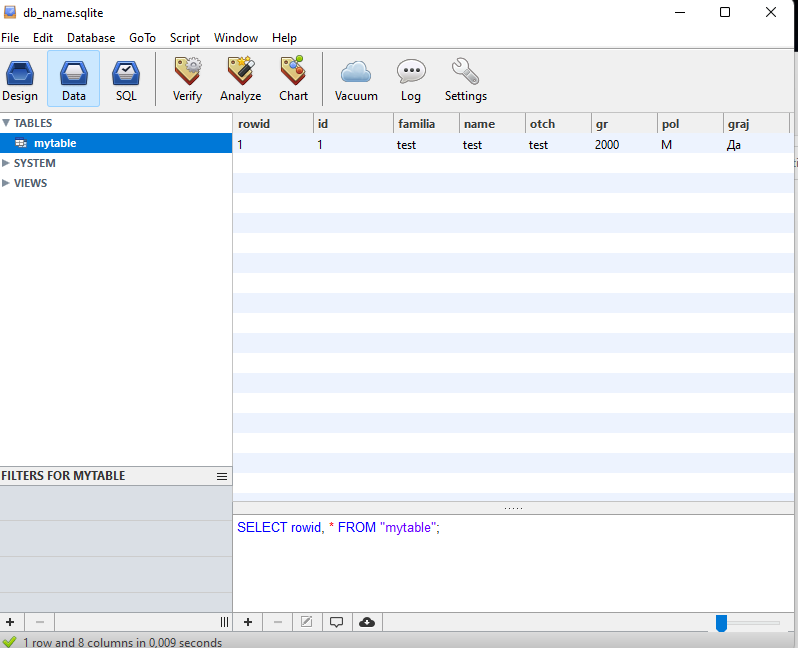 db_name.sqlite
File Edit Database GoTo Script Window Help
Design Data SQL Verify Analyze Chart Vacuum Log Settings
TABLES
mytable
SYSTEM
VIEWS
rowid id familia name otch gr pol graj
1 1 test test test 2000 М Да
FILTERS FOR MYTABLE
SELECT rowid, * FROM "mytable";
1 row and 8 columns in 0,009 seconds